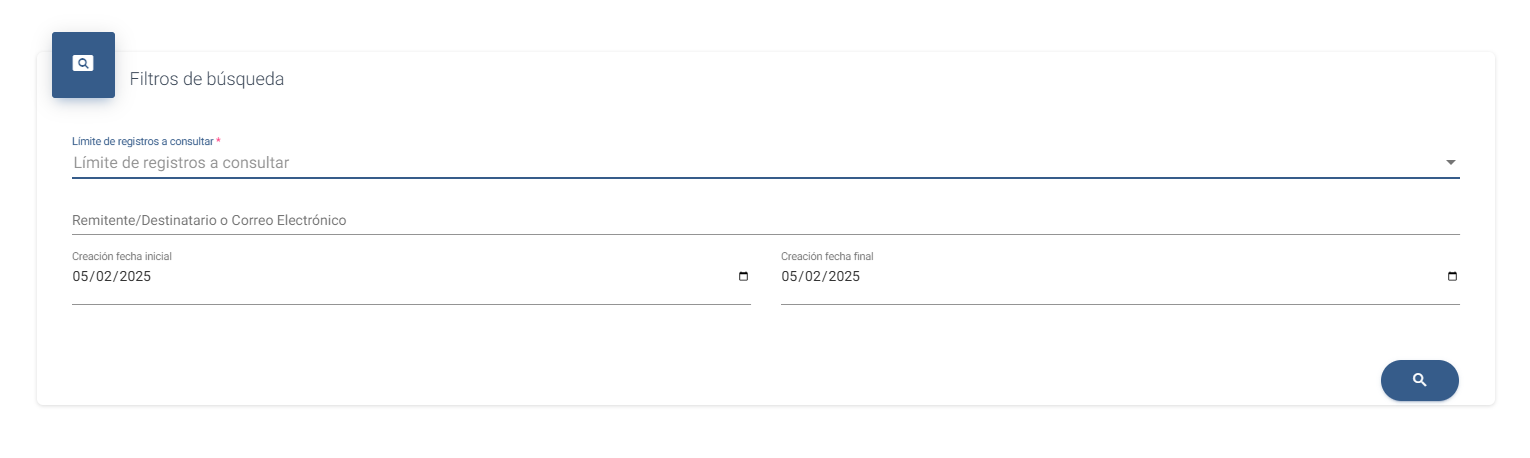 Filtros de búsqueda
Límite de registros a consultar *
Límite de registros a consultar
Remitente/Destinatario o Correo Electrónico
Creación fecha inicial
05/02/2025
Creación fecha final
05/02/2025